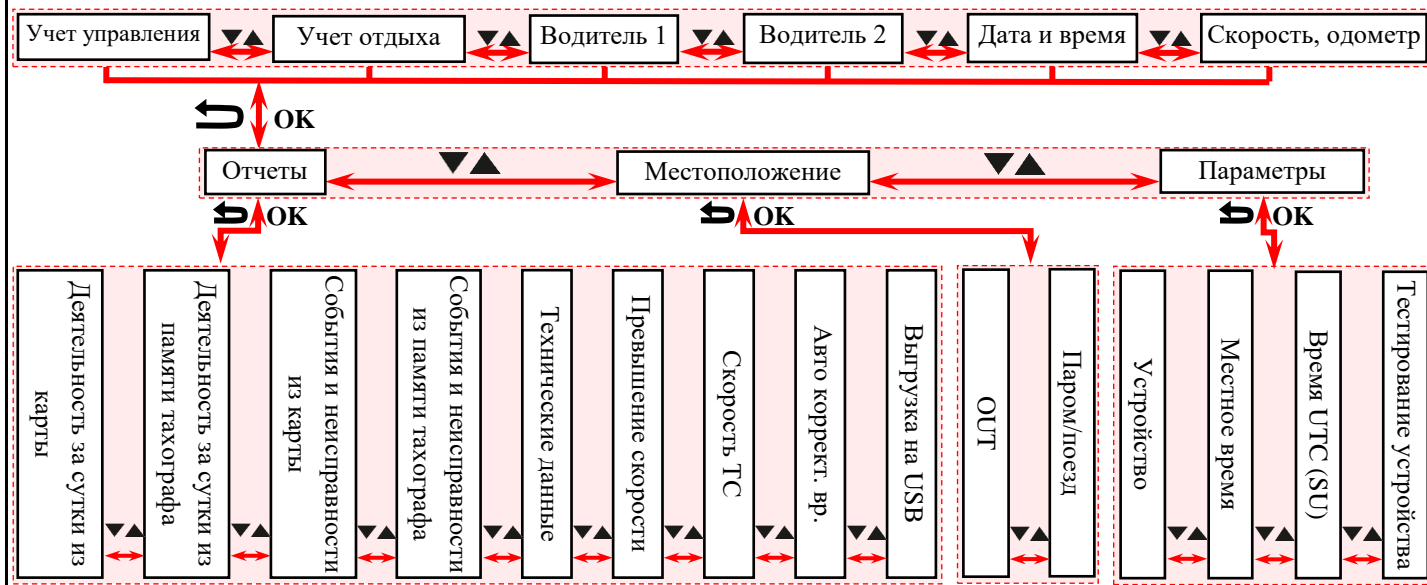 Учет управления
Учет отдыха
Водитель 1
Водитель 2
Дата и время
Скорость, одометр
OK
Отчеты
Местоположение
Параметры
OK
OK
OK
Деятельность за сутки из
карты
Деятельность за сутки из
памяти тахографа
События и неисправности
из карты
События и неисправности
из памяти тахографа
Технические данные
Превышение скорости
Скорость ТС
Авто коррект. вр.
Выгрузка на USB
OUT
Паром/поезд
Устройство
Местное время
Время UTC (SU)
Тестирование устройства